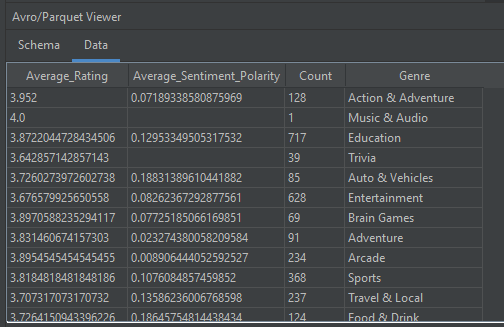 Avro/Parquet Viewer
Schema Data
Average_Rating Average_Sentiment_Polarity Count Genre
3.952 0.07189338580875969 128 Action & Adventure
4.0 1 Music & Audio
3.8722044728434506 0.12953349505317532 717 Education
3.642857142857143 39 Trivia
3.7260273972602738 0.18831389610441882 85 Auto & Vehicles
3.676579925650558 0.08262367292877561 628 Entertainment
3.8970588235294117 0.07725185066169851 69 Brain Games
3.831460674157303 0.023274380058209584 91 Adventure
3.8954545454545455 0.008906444052592527 234 Arcade
3.8184818481848186 0.1076084857459852 368 Sports
3.707317073170732 0.13586236006768598 237 Travel & Local
3.7264150943396226 0.18645754814438434 124 Food & Drink